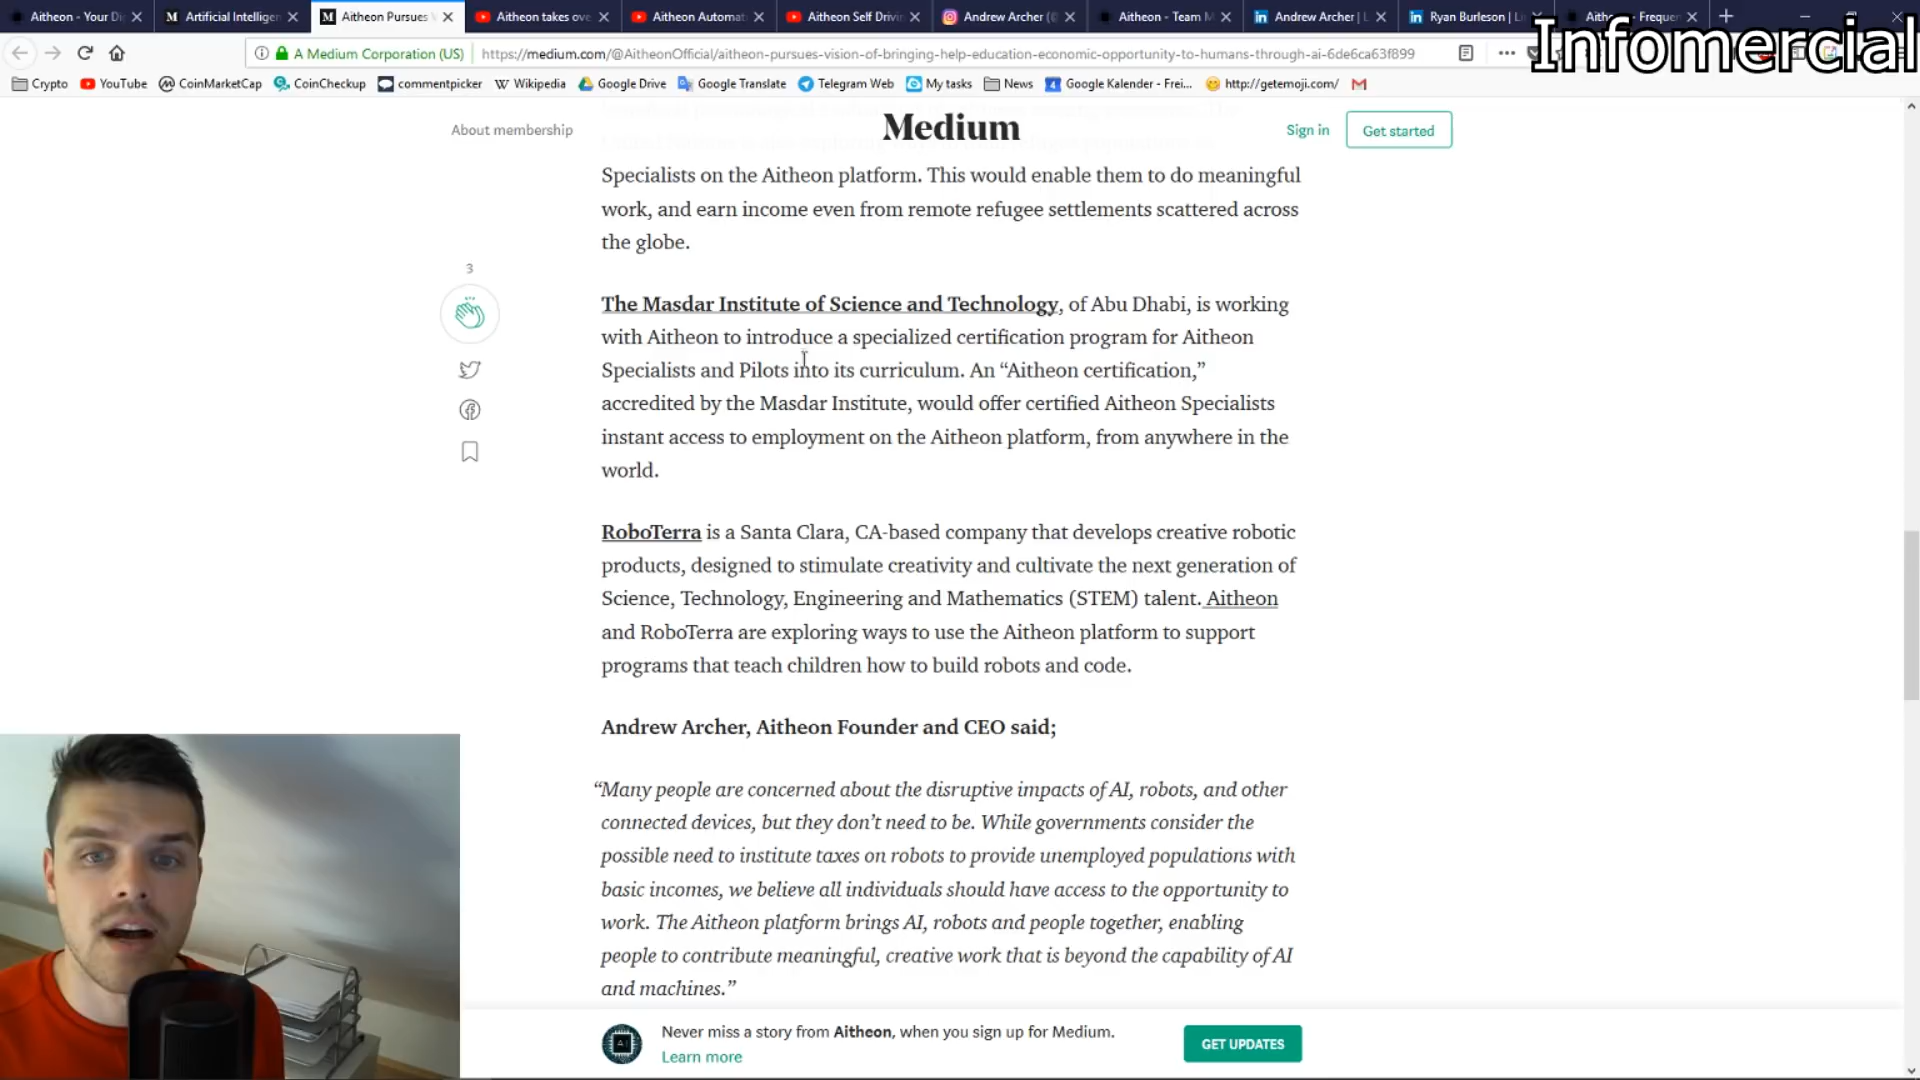 Aitheon - Your Di
Artificial Intelligen
Aitheon Pursues
Aitheon takes ove
Aitheon Automat
Aitheon Self Drivi
Andrew Archer (@
Aitheon - Team M
Andrew Archer | L
Ryan Burleson | Li
Frequen
Infomercial
A Medium Corporation (US)
https://medium.com/@AitheonOfficial/aitheon-pursues-vision-of-bringing-help-education-economic-opportunity-to-humans-through-ai-6de6ca63f899
Crypto
YouTube
CoinMarketCap
CoinCheckup
commentpicker
Wikipedia
Google Drive
Google Translate
Telegram Web
My tasks
News
Google Kalender - Frei...
http://getemoji.com/
About membership
Medium
Sign in
Get started
Specialists on the Aitheon platform. This would enable them to do meaningful
work, and earn income even from remote refugee settlements scattered across
the globe.
3
The Masdar Institute of Science and Technology, of Abu Dhabi, is working
with Aitheon to introduce a specialized certification program for Aitheon
Specialists and Pilots into its curriculum. An “Aitheon certification,”
accredited by the Masdar Institute, would offer certified Aitheon Specialists
instant access to employment on the Aitheon platform, from anywhere in the
world.
RoboTerra is a Santa Clara, CA-based company that develops creative robotic
products, designed to stimulate creativity and cultivate the next generation of
Science, Technology, Engineering and Mathematics (STEM) talent. Aitheon
and RoboTerra are exploring ways to use the Aitheon platform to support
programs that teach children how to build robots and code.
Andrew Archer, Aitheon Founder and CEO said;
“Many people are concerned about the disruptive impacts of AI, robots, and other
connected devices, but they don’t need to be. While governments consider the
possible need to institute taxes on robots to provide unemployed populations with
basic incomes, we believe all individuals should have access to the opportunity to
work. The Aitheon platform brings AI, robots and people together, enabling
people to contribute meaningful, creative work that is beyond the capability of AI
and machines.”
AI
Never miss a story from Aitheon, when you sign up for Medium.
Learn more
GET UPDATES